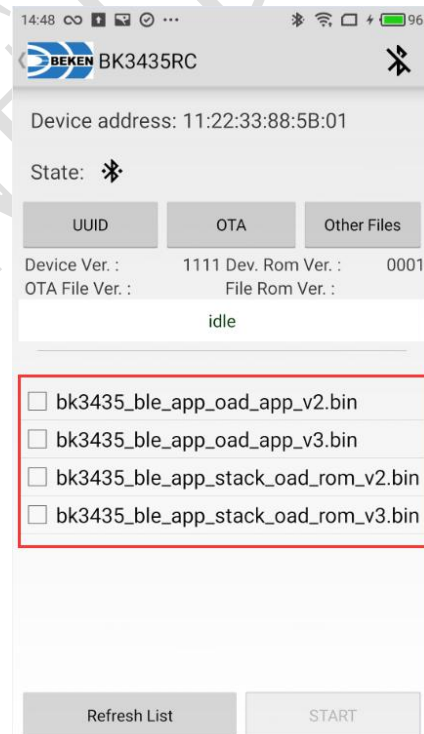 14:48 96
BEKEN BK3435RC
Device address: 11:22:33:88:5B:01
State:
UUID OTA Other Files
Device Ver. : 1111 Dev. Rom Ver. : 0001
OTA File Ver. : File Rom Ver. :
idle
bk3435_ble_app_oad_app_v2.bin
bk3435_ble_app_oad_app_v3.bin
bk3435_ble_app_stack_oad_rom_v2.bin
bk3435_ble_app_stack_oad_rom_v3.bin
Refresh List START